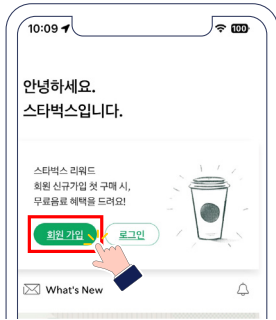 10:09
100
안녕하세요.
스타벅스입니다.
스타벅스 리워드
회원 신규가입 첫 구매 시,
무료음료 혜택을 드려요!
회원 가입
로그인
What's New